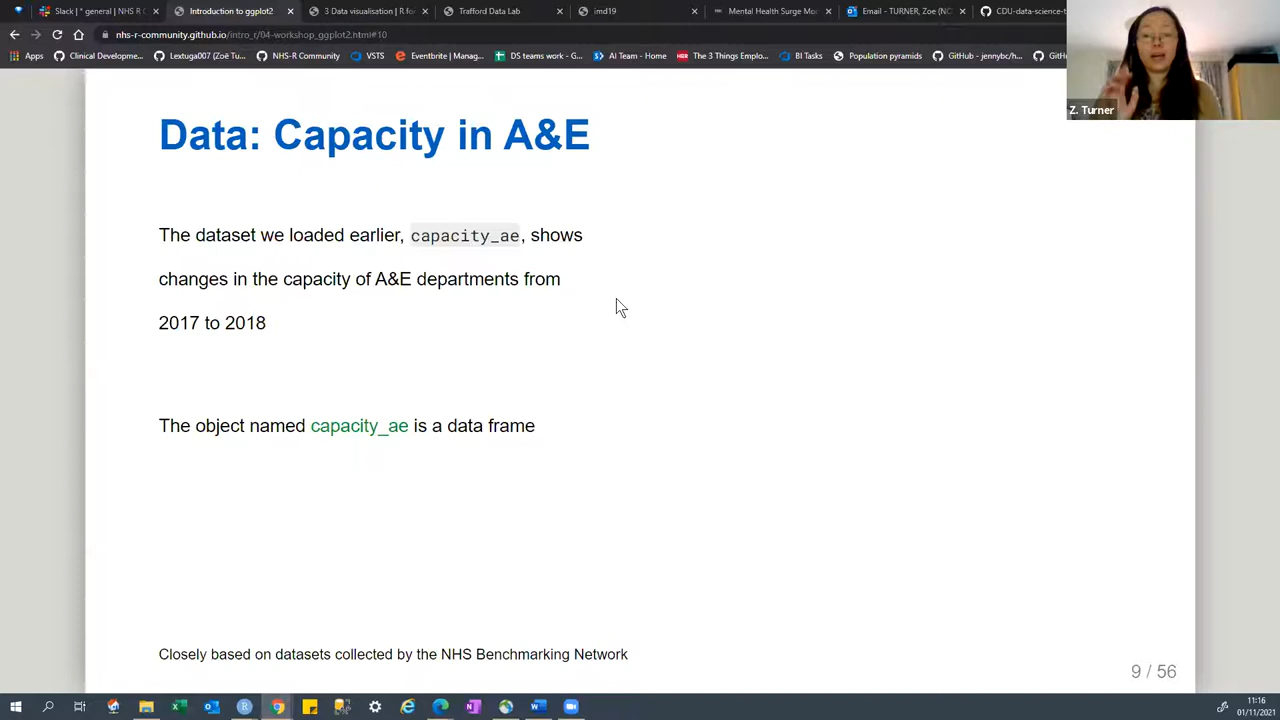 Slack | * general | NHS R C
Introduction to ggplot2
3 Data visualisation | R for
Trafford Data Lab
imd19
Mental Health Surge Mo
Email - TURNER, Zoe (NO
CDU-data-science-t
nhs-r-community.github.io/intro_r/04-workshop_ggplot2.html#10
Apps
Clinical Developme...
Lextuga007 (Zoë Tu...
NHS-R Community
VSTS
Eventbrite | Manag...
DS teams work - G...
AI Team - Home
The 3 Things Emplo...
BI Tasks
Population pyramids
GitHub - jennybc/h...
Z. Turner
Data: Capacity in A&E
The dataset we loaded earlier, capacity_ae, shows
changes in the capacity of A&E departments from
2017 to 2018
The object named capacity_ae is a data frame
Closely based on datasets collected by the NHS Benchmarking Network
9 / 56
11:16
01/11/2021